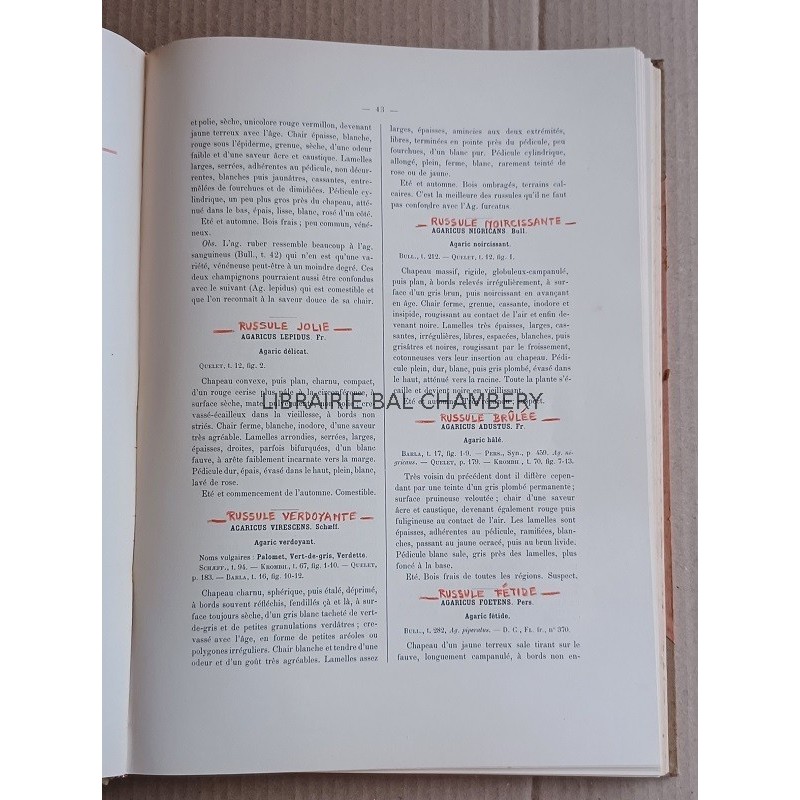 — 43 —
et polie, sèche, unicolore rouge vermillon, devenant
jaune terreux avec l'âge. Chair épaisse, blanche,
rouge sous l'épiderme, grenue, sèche, d'une odeur
faible et d'une saveur âcre et caustique. Lamelles
larges, serrées, adhérentes au pédicule, non décur-
rentes, blanches puis jaunâtres, cassantes, entre-
mêlées de fourchues et de dimidiées. Pédicule cy-
lindrique, un peu plus gros près du chapeau, atté-
nué dans le bas, épais, lisse, blanc, rosé d'un côté.
Eté et automne. Bois frais ; peu commun, véné-
neux.
Obs. L'ag. ruber ressemble beaucoup à l'ag.
sanguineus (Bull., t. 42) qui n'en est qu'une va-
riété, vénéneuse peut-être à un moindre degré. Ces
deux champignons pourraient aussi être confondus
avec le suivant (Ag. lepidus) qui est comestible et
que l'on reconnaît à la saveur douce de sa chair.
— RUSSULE JOLIE —
AGARICUS LEPIDUS. Fr.
Agaric délicat.
QUELET, t. 12, fig. 2.
Chapeau convexe, puis plan, charnu, compact,
d'un rouge cerise plus pâle à la circonférence, à
surface sèche, mate, pulvérulente, non polie, cre-
vassé-écailleux dans la vieillesse, à bords non
striés. Chair ferme, blanche, inodore, d'une saveur
très agréable. Lamelles arrondies, serrées, larges,
épaisses, droites, parfois bifurquées, d'un blanc
fauve, à arête faiblement incarnate vers la marge.
Pédicule dur, épais, évasé dans le haut, plein, blanc,
lavé de rose.
Eté et commencement de l'automne. Comestible.
— RUSSULE VERDOYANTE —
AGARICUS VIRESCENS. Schæff.
Agaric verdoyant.
Noms vulgaires : Palomet, Vert-de-gris, Verdette.
SCHÆFF., t. 94. — KROMBH., t. 67, fig. 1-10. — QUELET,
p. 183. — BARLA, t. 16, fig. 10-12.
Chapeau charnu, sphérique, puis étalé, déprimé,
à bords souvent réfléchis, fendillés çà et là, à sur-
face toujours sèche, d'un gris blanc tacheté de vert-
de-gris et de petites granulations verdâtres ; cre-
vassé avec l'âge, en forme de petites aréoles ou
polygones irréguliers. Chair blanche et tendre d'une
odeur et d'un goût très agréables. Lamelles assez
larges, épaisses, amincies aux deux extrémités,
libres, terminées en pointe près du pédicule, peu
fourchues, d'un blanc pur. Pédicule cylindrique,
allongé, plein, ferme, blanc, rarement teinté de
rose ou de jaune.
Eté et automne. Bois ombragés, terrains cal-
caires. C'est la meilleure des russules qu'il ne faut
pas confondre avec l'Ag. furcatus
— RUSSULE NOIRCISSANTE —
AGARICUS NIGRICANS. Bull.
Agaric noircissant.
BULL., t. 212. — QUELET, t. 12, fig. 1.
Chapeau massif, rigide, globuleux-campanulé,
puis plan, à bords relevés irrégulièrement, à sur-
face d'un gris brun, puis noircissant en avançant
en âge. Chair ferme, grenue, cassante, inodore et
insipide, rougissant au contact de l'air et enfin de-
venant noire. Lamelles très épaisses, larges, cas-
santes, irrégulières, libres, espacées, blanches, puis
grisâtres et noires, rougissant par le froissement,
cotonneuses vers leur insertion au chapeau. Pédi-
cule plein, dur, blanc, puis gris plombé, évasé dans
le haut, atténué vers la racine. Toute la plante s'é-
caille et devient noire en vieillissant.
Eté et automne.
LIBRAIRIE BAL CHAMBERY
— RUSSULE BRÛLÉE —
AGARICUS ADUSTUS. Fr.
Agaric hâlé.
BARLA, t. 17, fig. 1-9. — PERS., Syn., p. 459. Ag. ni-
gricans. — QUELET, p. 179. — KROMBH., t. 70, fig. 7-13.
Très voisin du précédent dont il diffère cepen-
dant par une teinte d'un gris plombé permanente ;
surface pruineuse veloutée ; chair d'une saveur
âcre et caustique, devenant également rouge puis
fuligineuse au contact de l'air. Les lamelles sont
épaisses, adhérentes au pédicule, ramifiées, blan-
ches, passant au jaune ocracé, puis au brun livide.
Pédicule blanc sale, gris près des lamelles, plus
foncé à la base.
Eté. Bois frais de toutes les régions. Suspect.
— RUSSULE FÉTIDE —
AGARICUS FOETENS. Pers.
Agaric fétide,
BULL., t. 282, Ag. piperatus. — D. C., Fl. fr., n° 370.
Chapeau d'un jaune terreux sale tirant sur le
fauve, longuement campanulé, à bords non en-